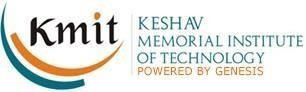 Kmit
KESHAV
MEMORIAL INSTITUTE
OF TECHNOLOGY
POWERED BY GENESIS